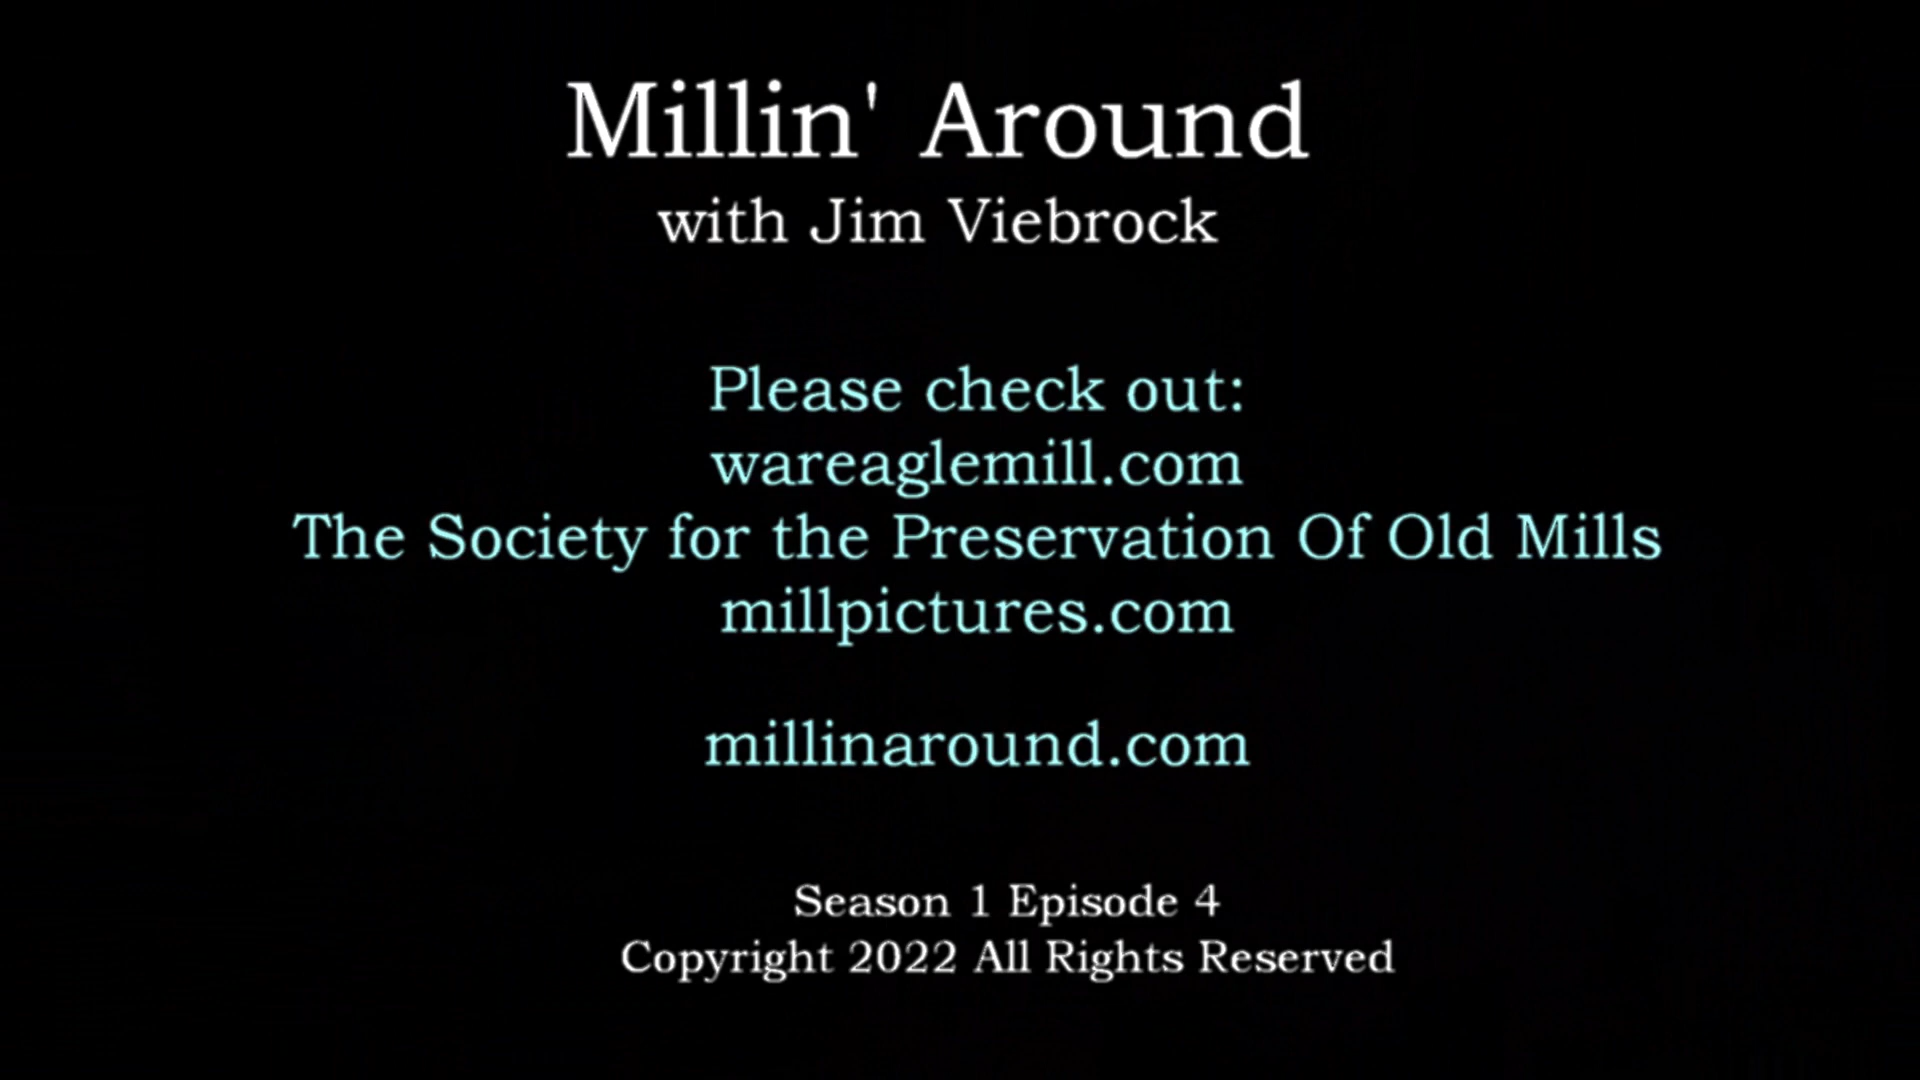 Millin' Around
with Jim Viebrock
Please check out:
wareaglemill.com
The Society for the Preservation Of Old Mills
millpictures.com
millinaround.com
Season 1 Episode 4
Copyright 2022 All Rights Reserved